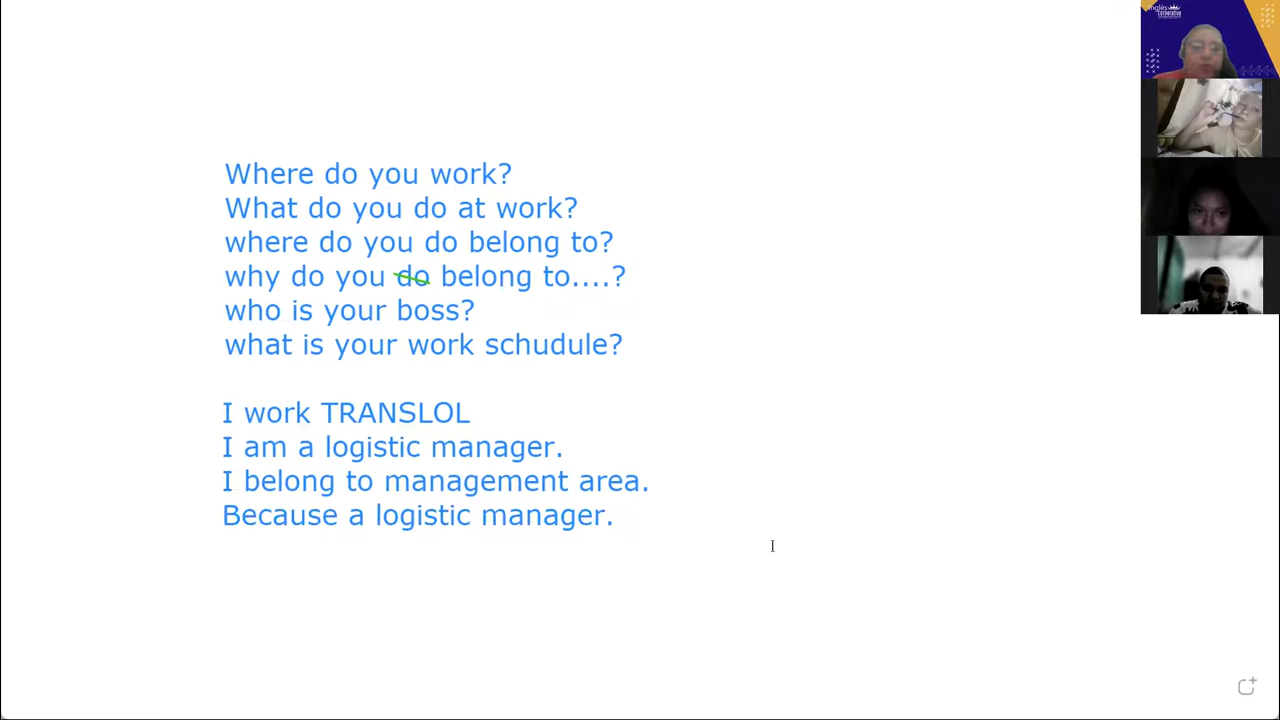 Inglés
Corporativo
Where do you work?
What do you do at work?
where do you do belong to?
why do you do belong to....?
who is your boss?
what is your work schudule?
I work TRANSLOL
I am a logistic manager.
I belong to management area.
Because a logistic manager.